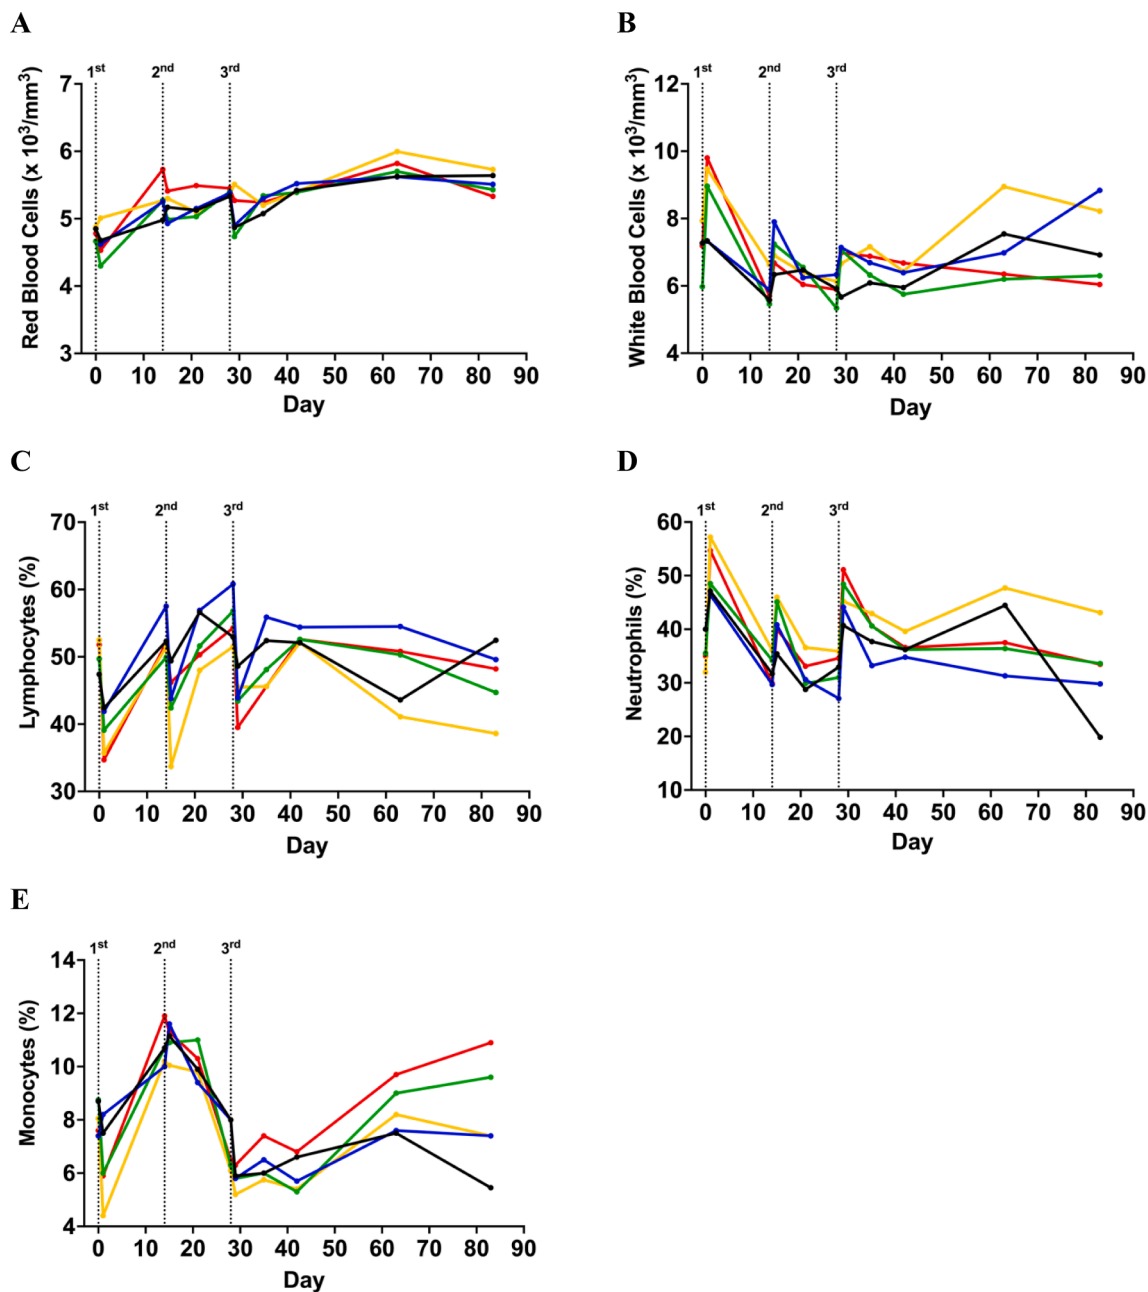 A
B
1st 2nd 3rd
Red Blood Cells (x 10³/mm³)
7
6
5
4
3
0 10 20 30 40 50 60 70 80 90
Day
1st 2nd 3rd
White Blood Cells (x 10³/mm³)
12
10
8
6
4
0 10 20 30 40 50 60 70 80 90
Day
C
D
1st 2nd 3rd
Lymphocytes (%)
70
60
50
40
30
0 10 20 30 40 50 60 70 80 90
Day
1st 2nd 3rd
Neutrophils (%)
60
50
40
30
20
10
0 10 20 30 40 50 60 70 80 90
Day
E
1st 2nd 3rd
Monocytes (%)
14
12
10
8
6
4
0 10 20 30 40 50 60 70 80 90
Day